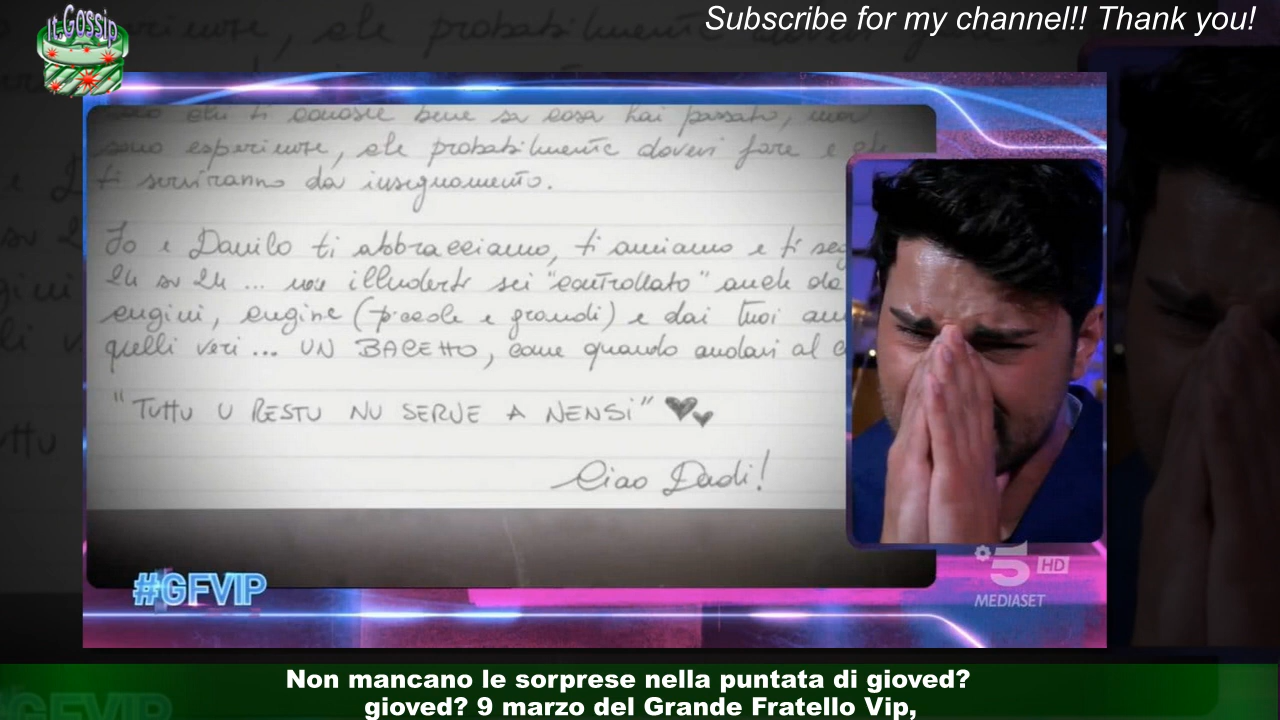 It.Gossip
Subscribe for my channel!! Thank you!
ti conosce bene sa cosa hai passato, ma
sono esperienze, che probabilmente dovevi fare e che
ti serviranno da insegnamento.
Io e Danilo ti abbracciamo, ti amiamo e ti seg
24 su 24 ... non illuderti sei "controllato" anche da
cugini, cugine (piccole e grandi) e dai tuoi am
quelli veri ... UN BACETTO, come quando andavi al c
"TUTTU U RESTU NU SERVE A NENSI"
Ciao Dadi!
#GFVIP
5 HD
MEDIASET
Non mancano le sorprese nella puntata di gioved?
gioved? 9 marzo del Grande Fratello Vip,